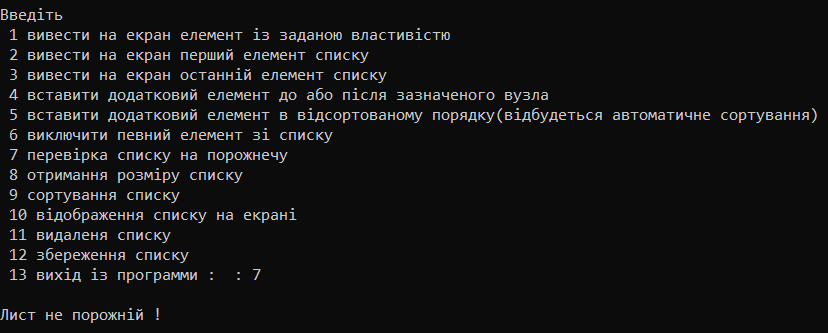 Введіть
1 вивести на екран елемент із заданою властивістю
2 вивести на екран перший елемент списку
3 вивести на екран останній елемент списку
4 вставити додатковий елемент до або після зазначеного вузла
5 вставити додатковий елемент в відсортованому порядку(відбудеться автоматичне сортування)
6 виключити певний елемент зі списку
7 перевірка списку на порожнечу
8 отримання розміру списку
9 сортування списку
10 відображення списку на екрані
11 видаленя списку
12 збереження списку
13 вихід із программи :  : 7
Лист не порожній !